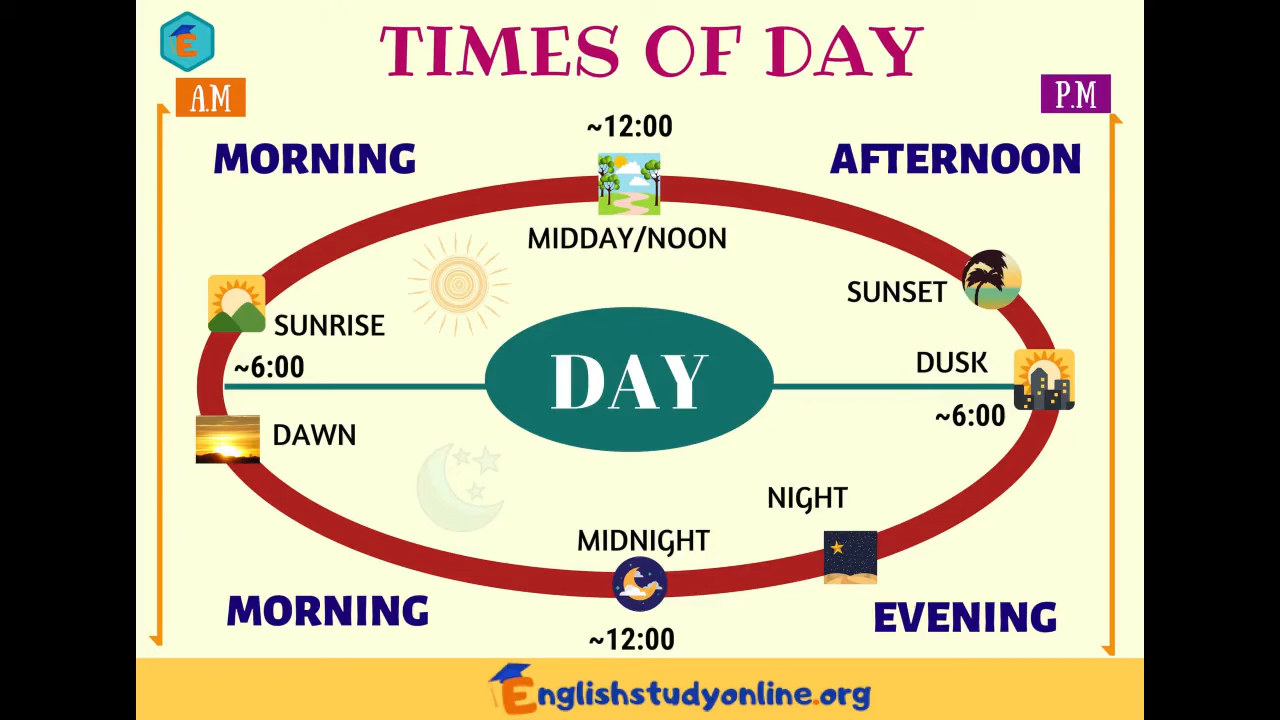 TIMES OF DAY
A.M
P.M
~12:00
MORNING
AFTERNOON
MIDDAY/NOON
SUNSET
SUNRISE
~6:00
DAY
DUSK
~6:00
DAWN
NIGHT
MIDNIGHT
MORNING
EVENING
~12:00
Englishstudyonline.org